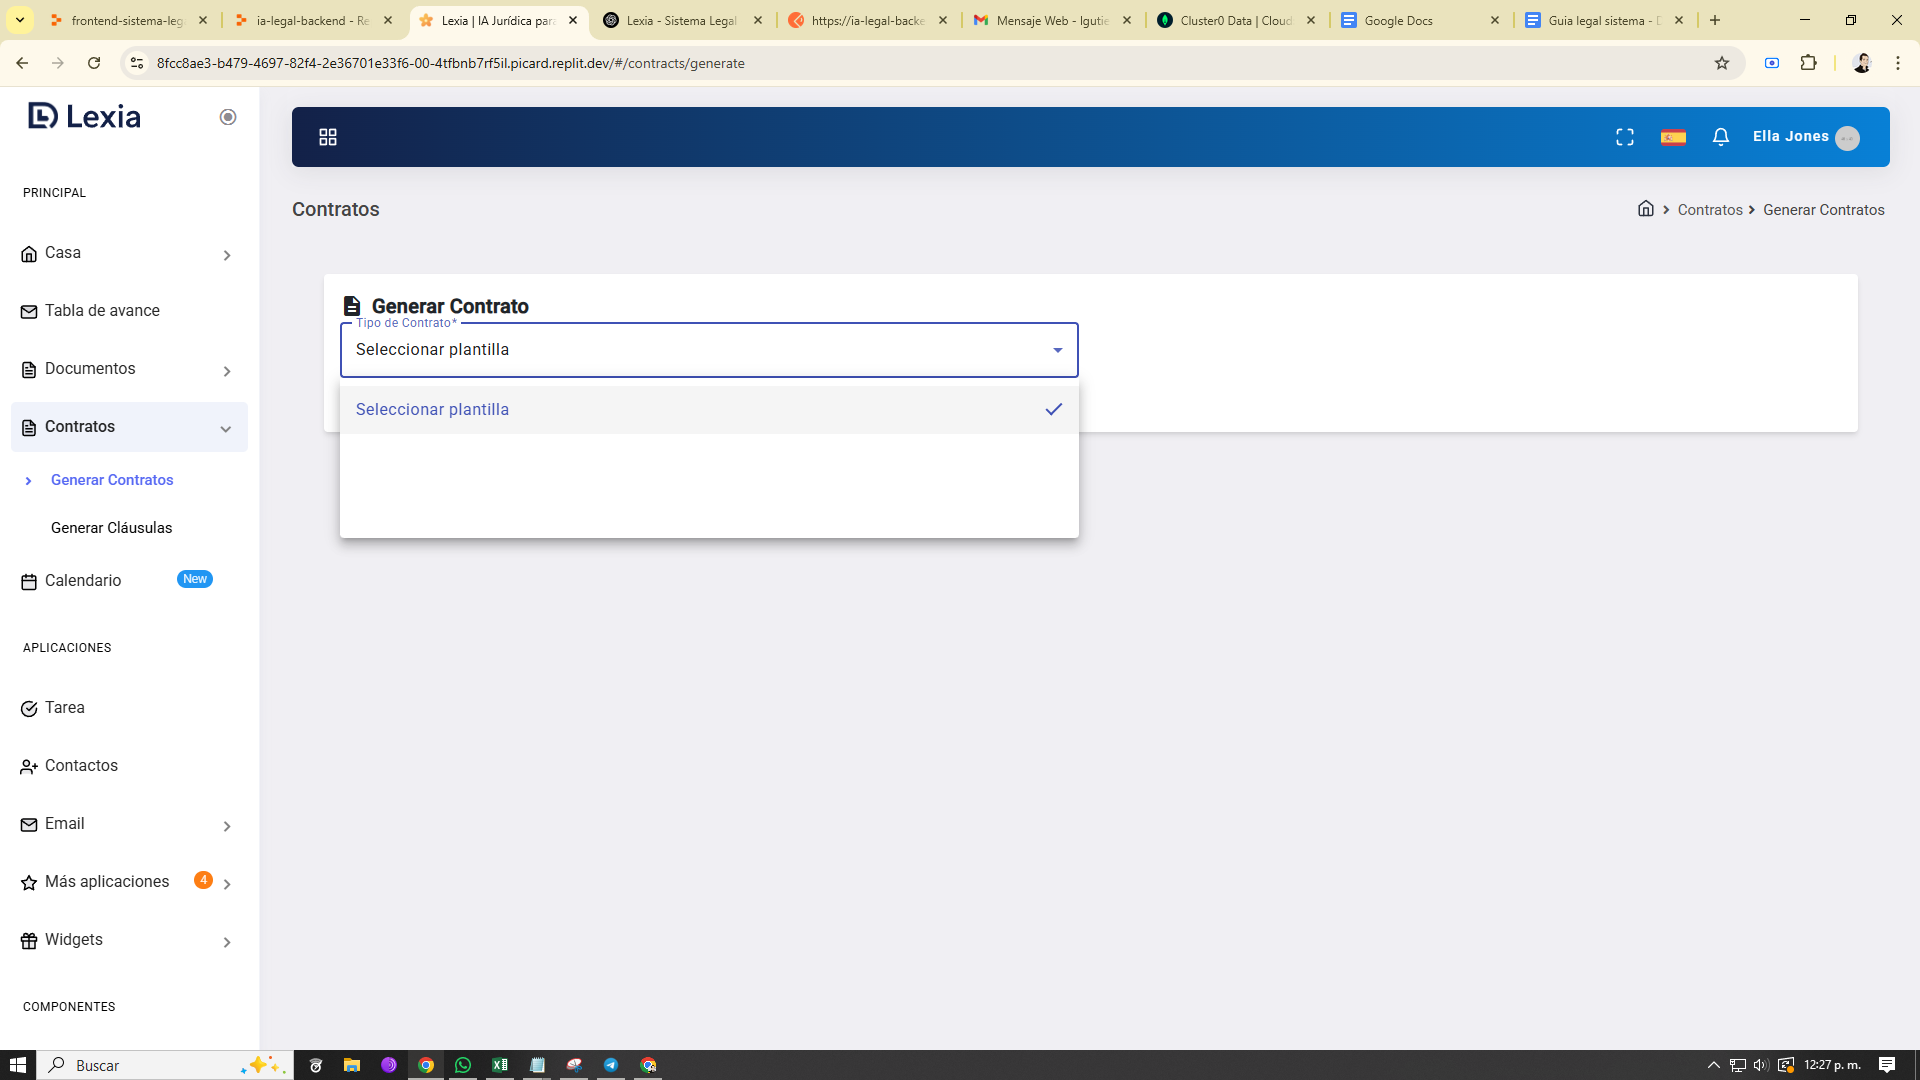 frontend-sistema-leg
ia-legal-backend - Re
Lexia | IA Jurídica para
Lexia - Sistema Legal
https://ia-legal-backe
Mensaje Web - lgutie
Cluster0 Data | Cloud
Google Docs
Guia legal sistema - D
8fcc8ae3-b479-4697-82f4-2e36701e33f6-00-4tfbnb7rf5il.picard.replit.dev/#/contracts/generate
Lexia
Ella Jones
PRINCIPAL
Casa
Tabla de avance
Documentos
Contratos
Generar Contratos
Generar Cláusulas
Calendario
New
APLICACIONES
Tarea
Contactos
Email
Más aplicaciones
4
Widgets
COMPONENTES
Contratos
Contratos
Generar Contratos
Generar Contrato
Tipo de Contrato*
Seleccionar plantilla
Seleccionar plantilla
Buscar
12:27 p. m.